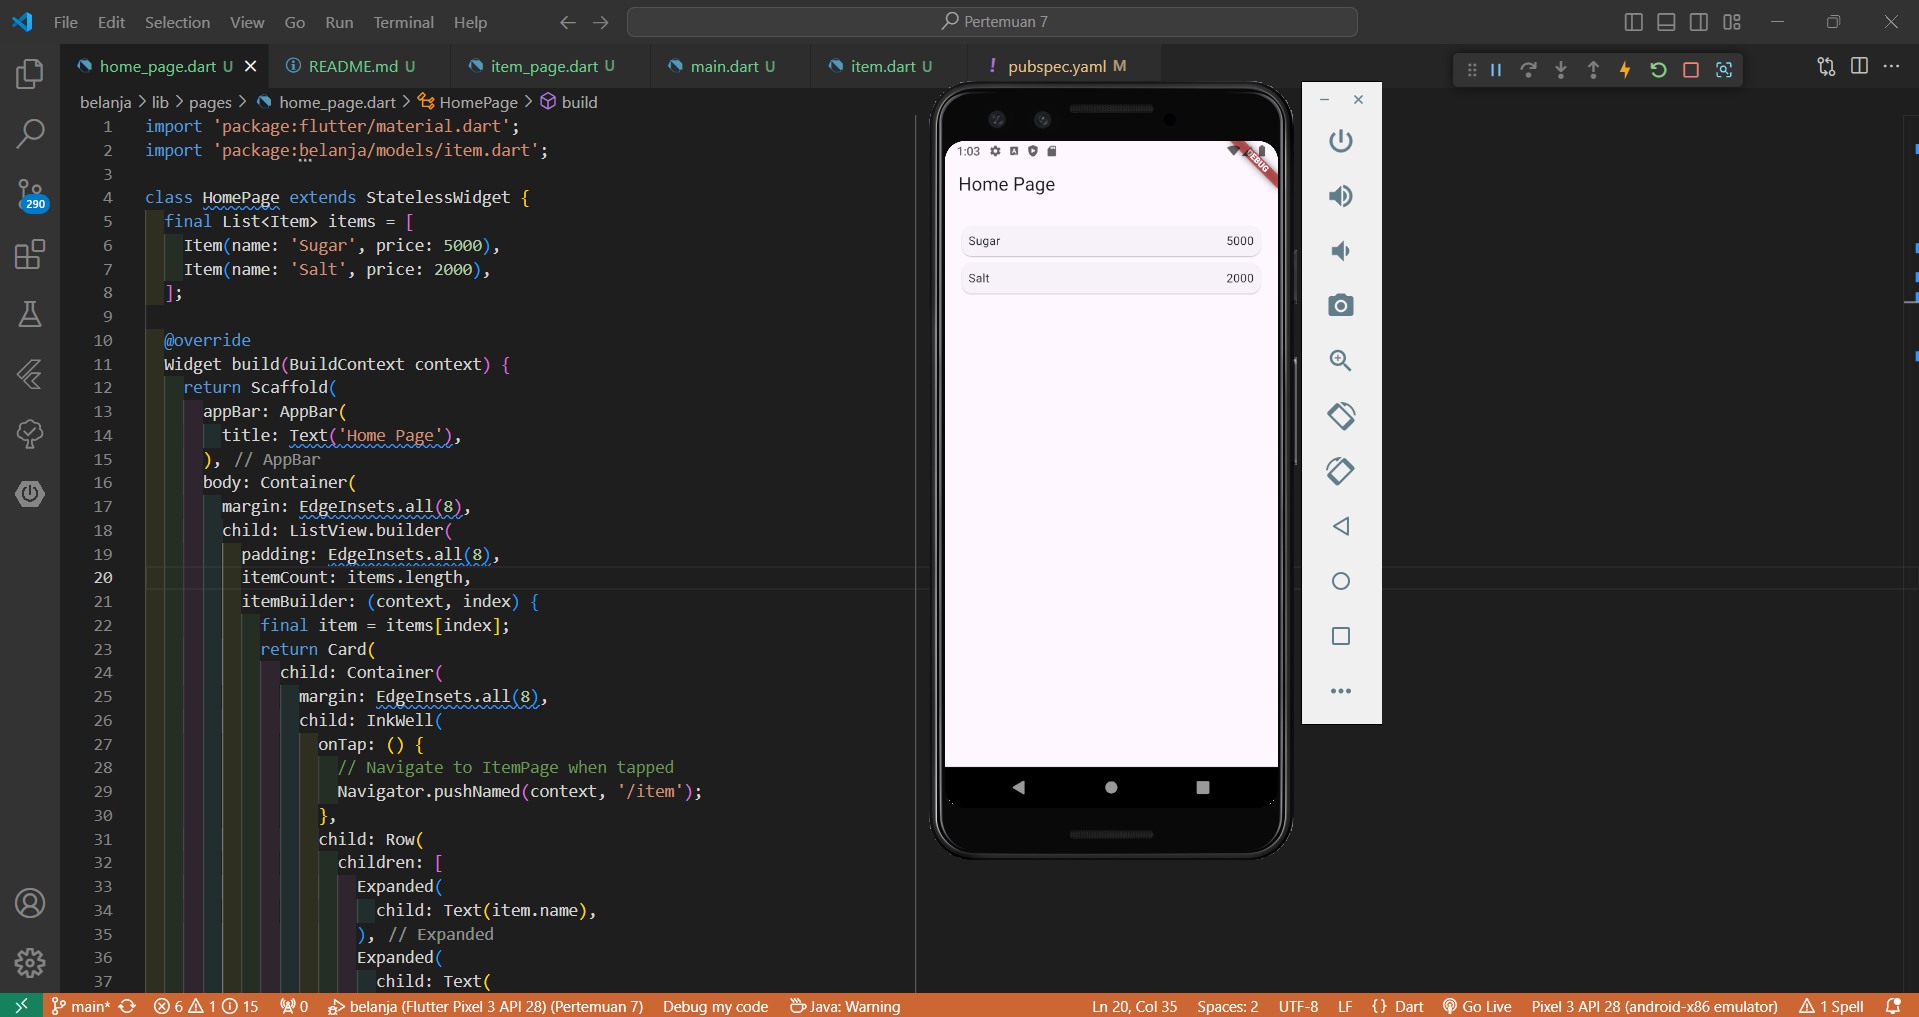 File Edit Selection View Go Run Terminal Help
Pertemuan 7
home_page.dart U
README.md U
item_page.dart U
main.dart U
item.dart U
! pubspec.yaml M
belanja > lib > pages > home_page.dart > HomePage > build
290
1 import 'package:flutter/material.dart';
2 import 'package:belanja/models/item.dart';
3
4 class HomePage extends StatelessWidget {
5 final List<Item> items = [
6 Item(name: 'Sugar', price: 5000),
7 Item(name: 'Salt', price: 2000),
8 ];
9
10 @override
11 Widget build(BuildContext context) {
12 return Scaffold(
13 appBar: AppBar(
14 title: Text('Home Page'),
15 ), // AppBar
16 body: Container(
17 margin: EdgeInsets.all(8),
18 child: ListView.builder(
19 padding: EdgeInsets.all(8),
20 itemCount: items.length,
21 itemBuilder: (context, index) {
22 final item = items[index];
23 return Card(
24 child: Container(
25 margin: EdgeInsets.all(8),
26 child: InkWell(
27 onTap: () {
28 // Navigate to ItemPage when tapped
29 Navigator.pushNamed(context, '/item');
30 },
31 child: Row(
32 children: [
33 Expanded(
34 child: Text(item.name),
35 ), // Expanded
36 Expanded(
37 child: Text(
1:03
DEBUG
Home Page
Sugar 5000
Salt 2000
main* 6 1 15 0 belanja (Flutter Pixel 3 API 28) (Pertemuan 7) Debug my code Java: Warning Ln 20, Col 35 Spaces: 2 UTF-8 LF {} Dart Go Live Pixel 3 API 28 (android-x86 emulator) 1 Spell